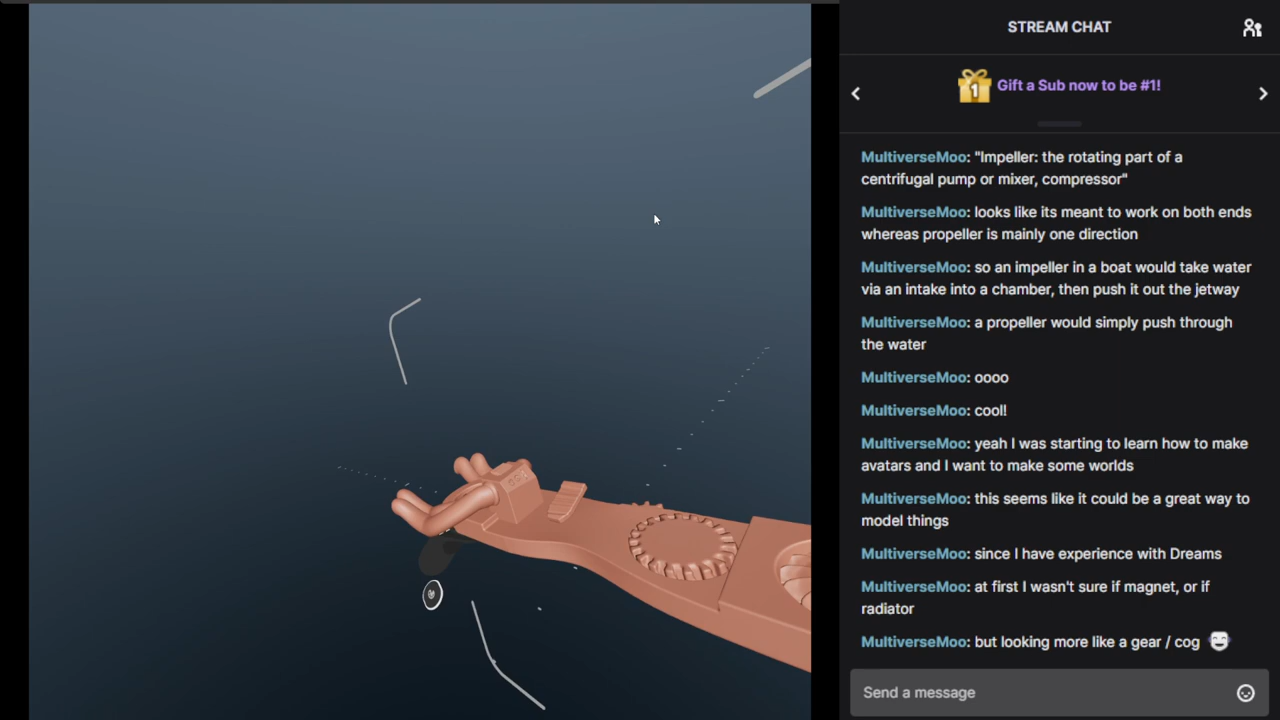 STREAM CHAT
1
Gift a Sub now to be #1!
MultiverseMoo: "Impeller: the rotating part of a
centrifugal pump or mixer, compressor"
MultiverseMoo: looks like its meant to work on both ends
whereas propeller is mainly one direction
MultiverseMoo: so an impeller in a boat would take water
via an intake into a chamber, then push it out the jetway
MultiverseMoo: a propeller would simply push through
the water
MultiverseMoo: oooo
MultiverseMoo: cool!
MultiverseMoo: yeah I was starting to learn how to make
avatars and I want to make some worlds
MultiverseMoo: this seems like it could be a great way to
model things
MultiverseMoo: since I have experience with Dreams
MultiverseMoo: at first I wasn't sure if magnet, or if
radiator
MultiverseMoo: but looking more like a gear / cog
Send a message